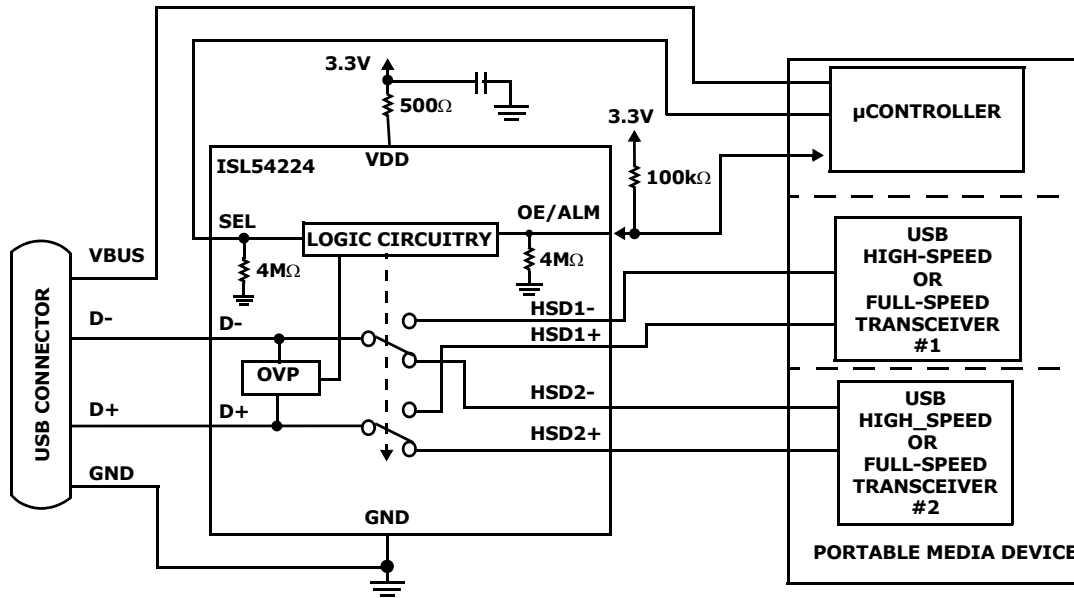 3.3V
500Ω
3.3V
µCONTROLLER
100kΩ
ISL54224
VDD
SEL
OE/ALM
LOGIC CIRCUITRY
4MΩ
4MΩ
USB CONNECTOR
VBUS
D-
D-
D+
D+
GND
OVP
HSD1-
HSD1+
HSD2-
HSD2+
GND
USB
HIGH-SPEED
OR
FULL-SPEED
TRANSCEIVER
#1
USB
HIGH_SPEED
OR
FULL-SPEED
TRANSCEIVER
#2
PORTABLE MEDIA DEVICE